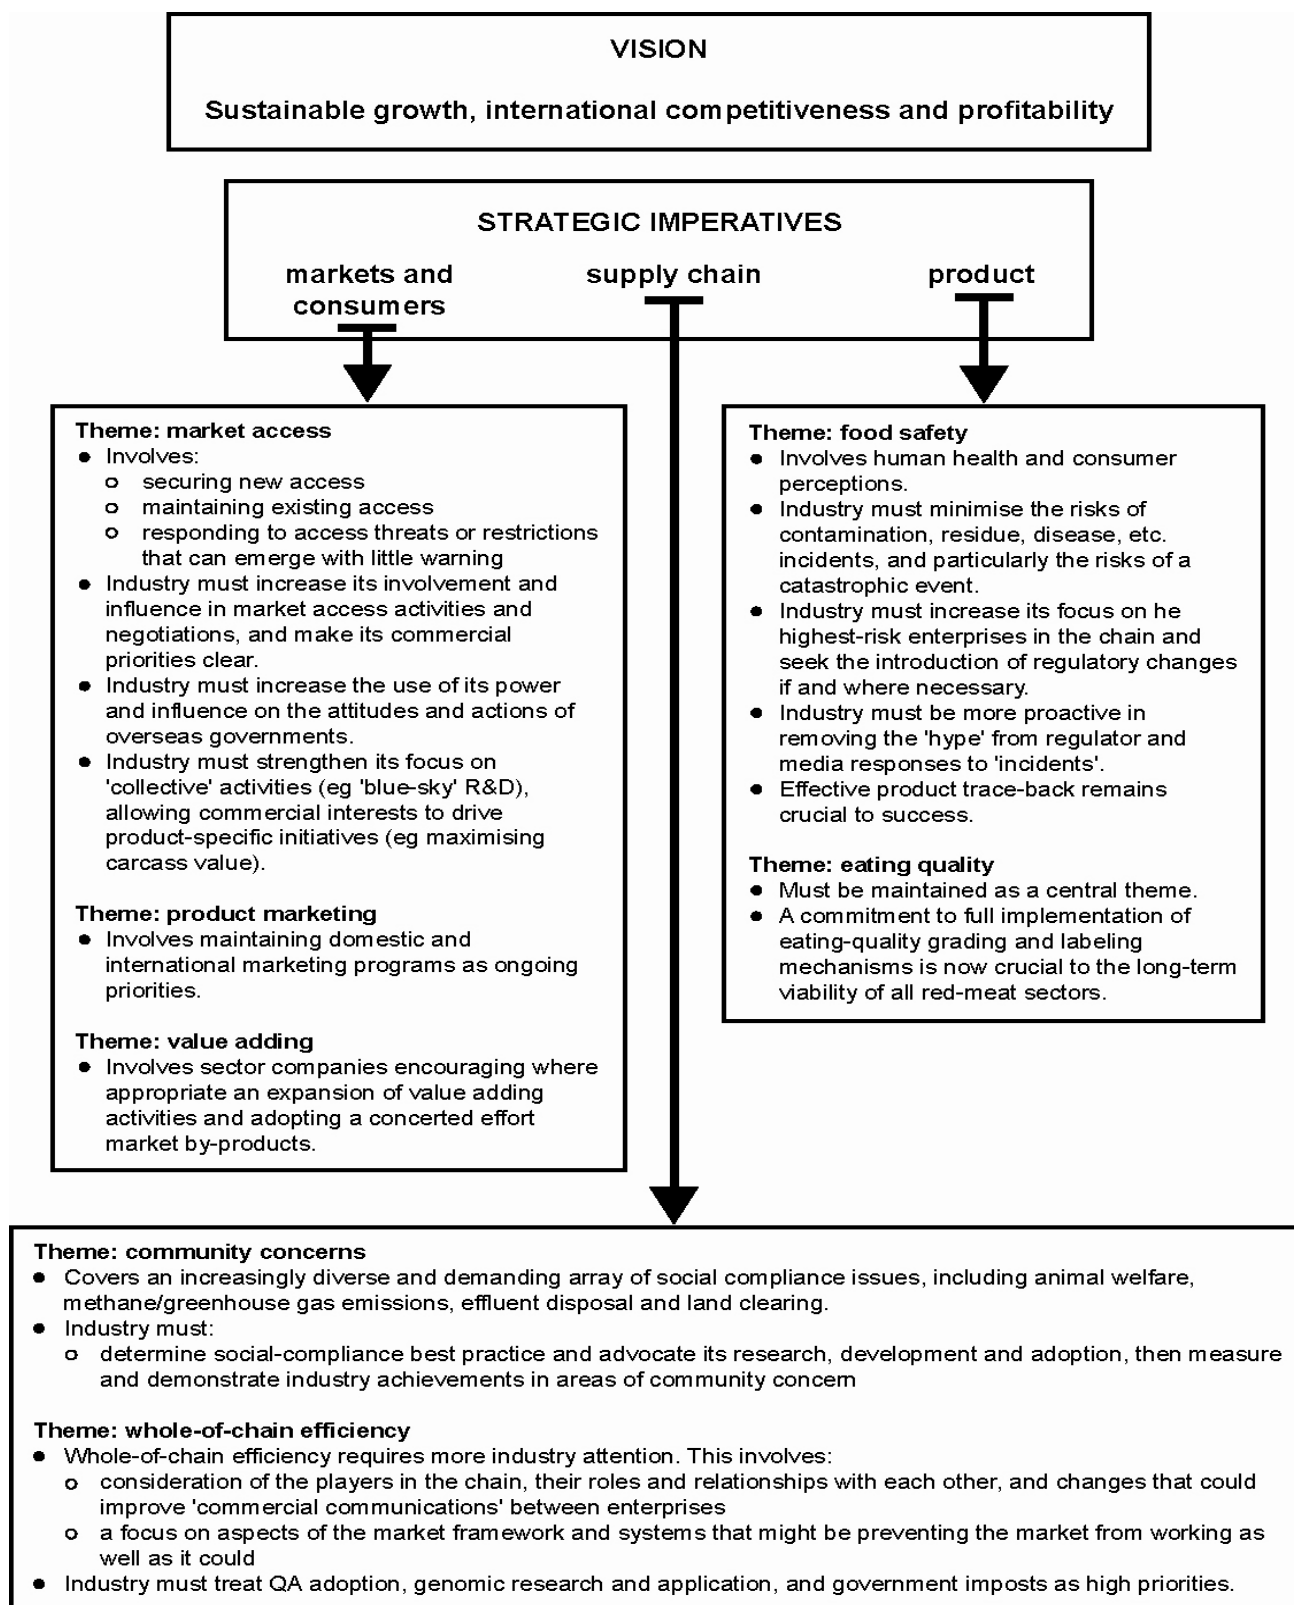 VISION
Sustainable growth, international competitiveness and profitability
STRATEGIC IMPERATIVES
markets and
consumers
supply chain
product
Theme: market access
● Involves:
o securing new access
o maintaining existing access
o responding to access threats or restrictions
that can emerge with little warning
● Industry must increase its involvement and
influence in market access activities and
negotiations, and make its commercial
priorities clear.
● Industry must increase the use of its power
and influence on the attitudes and actions of
overseas governments.
● Industry must strengthen its focus on
'collective' activities (eg 'blue-sky' R&D),
allowing commercial interests to drive
product-specific initiatives (eg maximising
carcass value).
Theme: product marketing
● Involves maintaining domestic and
international marketing programs as ongoing
priorities.
Theme: value adding
● Involves sector companies encouraging where
appropriate an expansion of value adding
activities and adopting a concerted effort
market by-products.
Theme: food safety
● Involves human health and consumer
perceptions.
● Industry must minimise the risks of
contamination, residue, disease, etc.
incidents, and particularly the risks of a
catastrophic event.
● Industry must increase its focus on he
highest-risk enterprises in the chain and
seek the introduction of regulatory changes
if and where necessary.
● Industry must be more proactive in
removing the 'hype' from regulator and
media responses to 'incidents'.
● Effective product trace-back remains
crucial to success.
Theme: eating quality
● Must be maintained as a central theme.
● A commitment to full implementation of
eating-quality grading and labeling
mechanisms is now crucial to the long-term
viability of all red-meat sectors.
Theme: community concerns
● Covers an increasingly diverse and demanding array of social compliance issues, including animal welfare,
methane/greenhouse gas emissions, effluent disposal and land clearing.
● Industry must:
o determine social-compliance best practice and advocate its research, development and adoption, then measure
and demonstrate industry achievements in areas of community concern
Theme: whole-of-chain efficiency
● Whole-of-chain efficiency requires more industry attention. This involves:
o consideration of the players in the chain, their roles and relationships with each other, and changes that could
improve 'commercial communications' between enterprises
o a focus on aspects of the market framework and systems that might be preventing the market from working as
well as it could
● Industry must treat QA adoption, genomic research and application, and government imposts as high priorities.